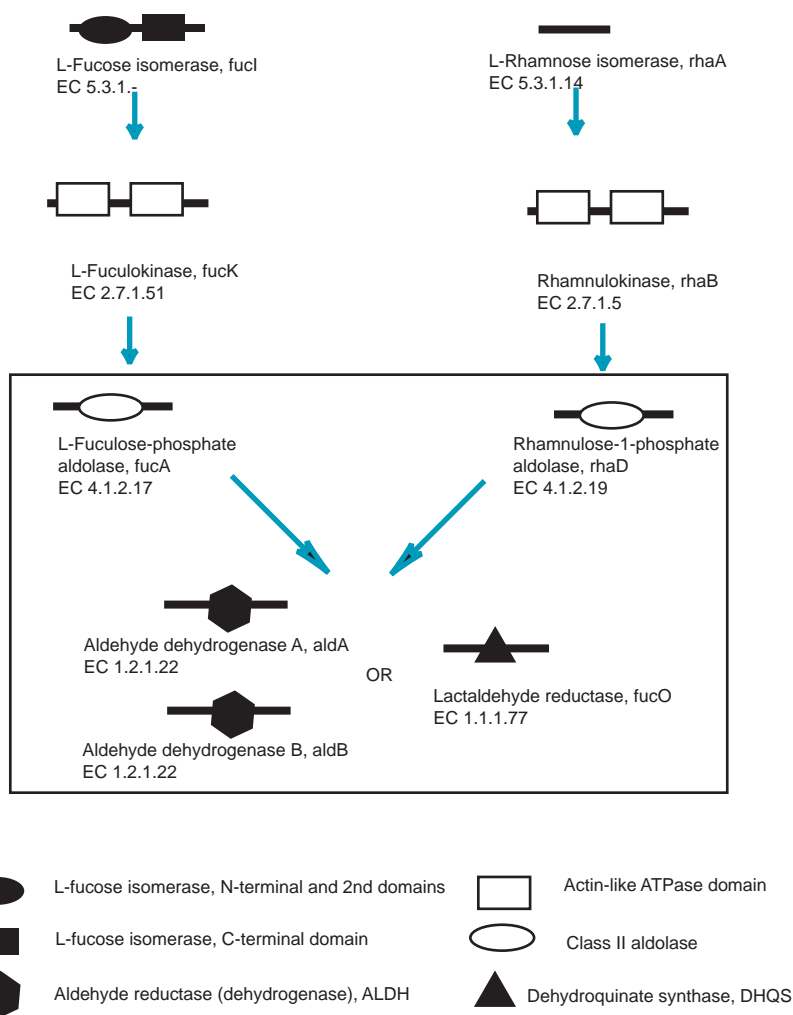 L-Fucose isomerase, fucI
EC 5.3.1.-
L-Rhamnose isomerase, rhaA
EC 5.3.1.14
L-Fuculokinase, fucK
EC 2.7.1.51
Rhamnulokinase, rhaB
EC 2.7.1.5
L-Fuculose-phosphate
aldolase, fucA
EC 4.1.2.17
Rhamnulose-1-phosphate
aldolase, rhaD
EC 4.1.2.19
Aldehyde dehydrogenase A, aldA
EC 1.2.1.22
OR
Lactaldehyde reductase, fucO
EC 1.1.1.77
Aldehyde dehydrogenase B, aldB
EC 1.2.1.22
L-fucose isomerase, N-terminal and 2nd domains
Actin-like ATPase domain
L-fucose isomerase, C-terminal domain
Class II aldolase
Aldehyde reductase (dehydrogenase), ALDH
Dehydroquinate synthase, DHQS